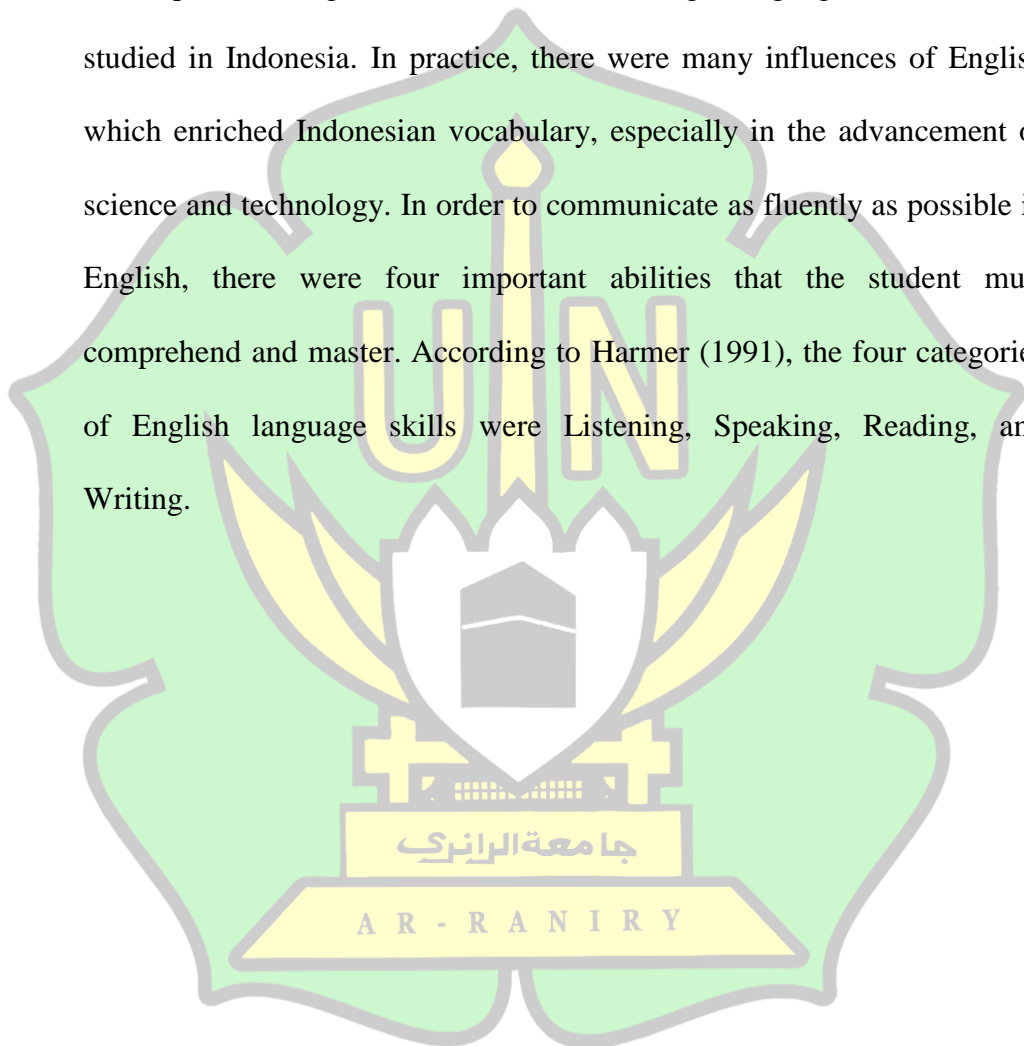 studied in Indonesia. In practice, there were many influences of Englis
which enriched Indonesian vocabulary, especially in the advancement o
science and technology. In order to communicate as fluently as possible i
English, there were four important abilities that the student mu
comprehend and master. According to Harmer (1991), the four categorie
of English language skills were Listening, Speaking, Reading, an
Writing.
UIN
جامعة الرانري
AR-RANIRY